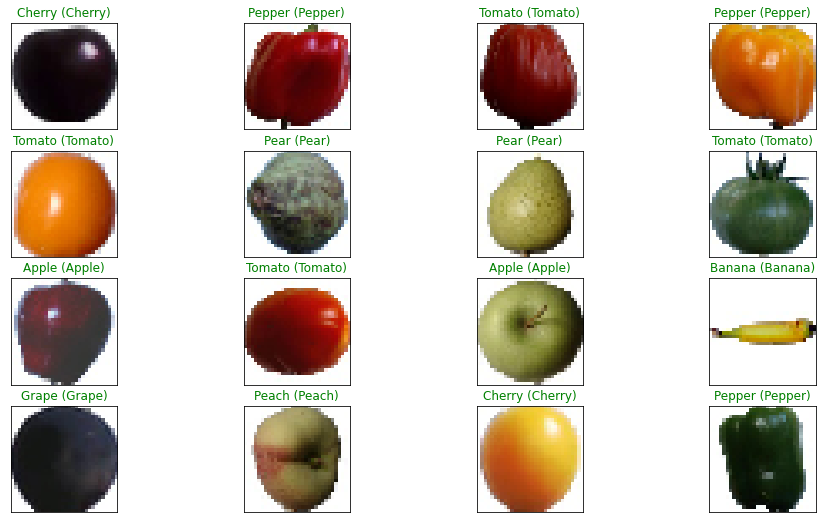 Cherry (Cherry)
Pepper (Pepper)
Tomato (Tomato)
Pepper (Pepper)
Tomato (Tomato)
Pear (Pear)
Pear (Pear)
Tomato (Tomato)
Apple (Apple)
Tomato (Tomato)
Apple (Apple)
Banana (Banana)
Grape (Grape)
Peach (Peach)
Cherry (Cherry)
Pepper (Pepper)